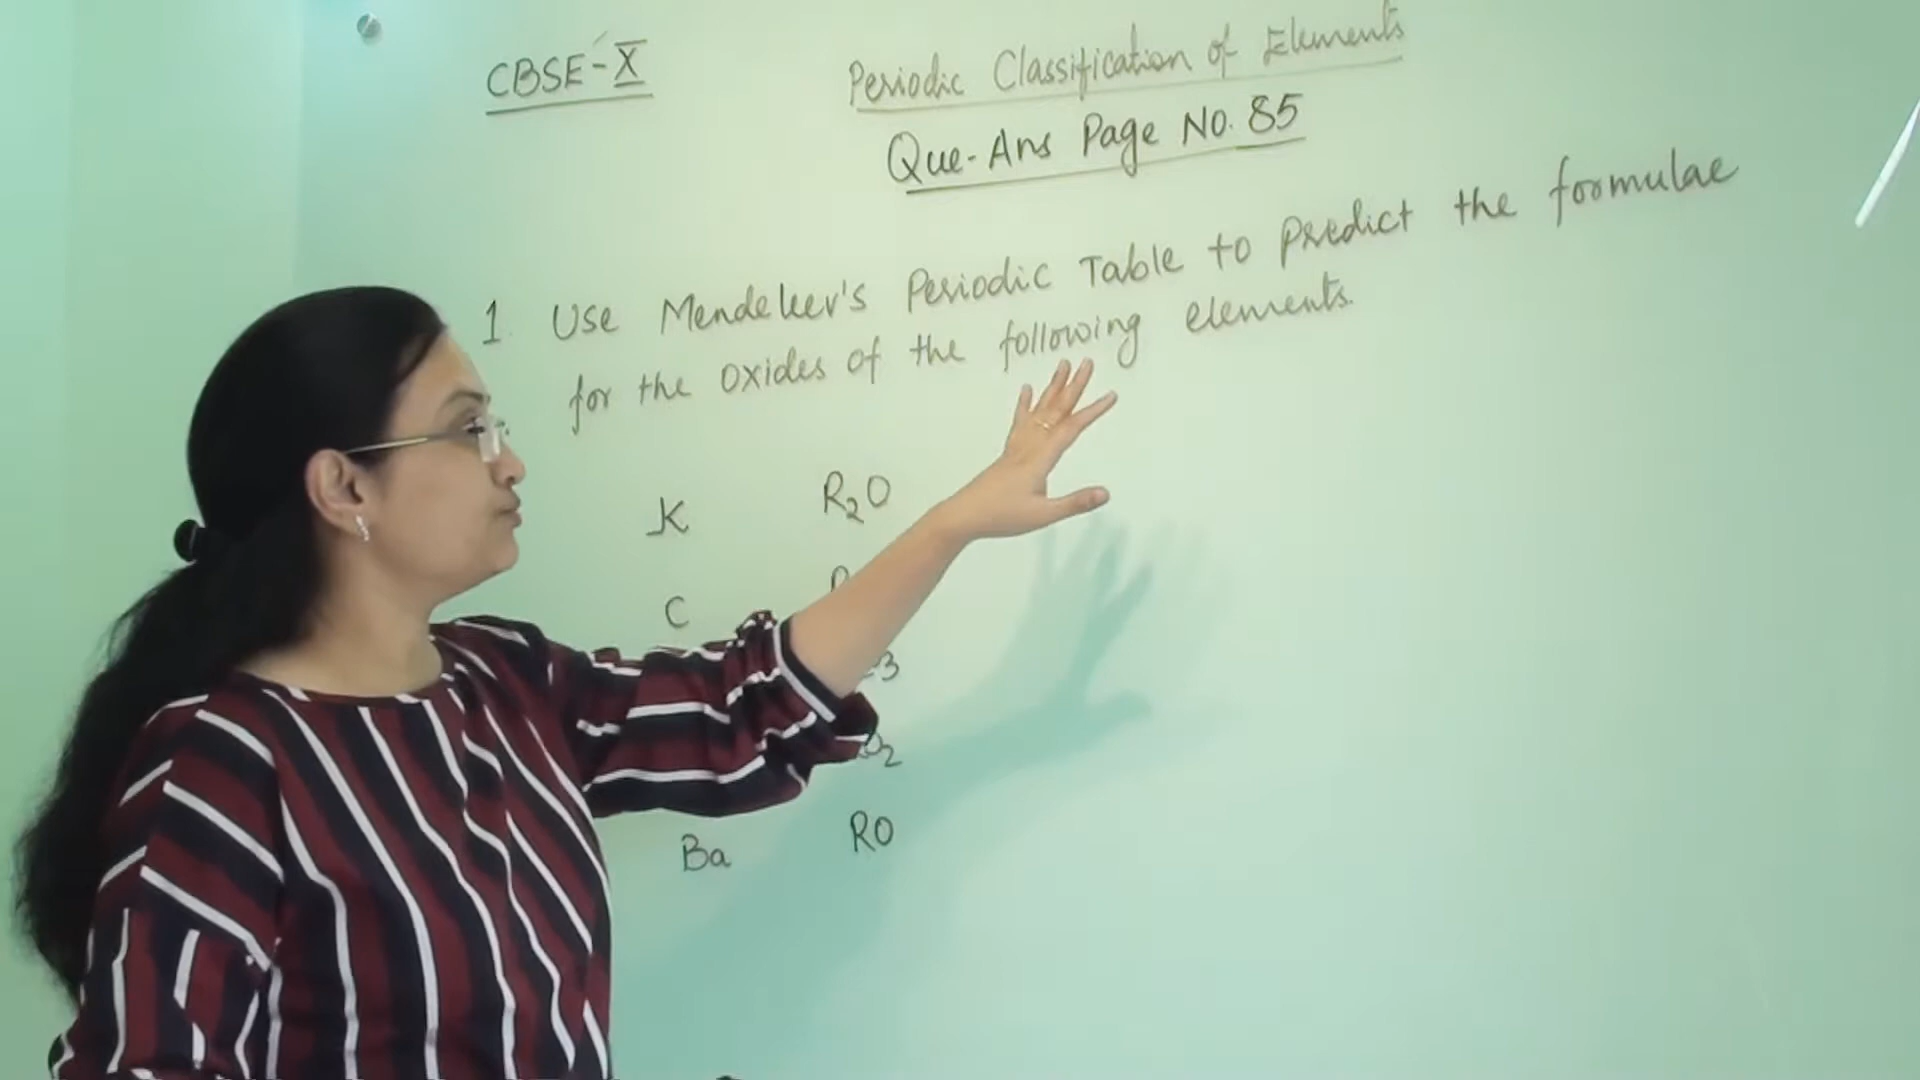 CBSE-X
Periodic Classification of Elements
Que-Ans Page No. 85
1. Use Mendeleev's Periodic Table to predict the formulae
for the oxides of the following elements.
K R₂O
C
3
Ba RO